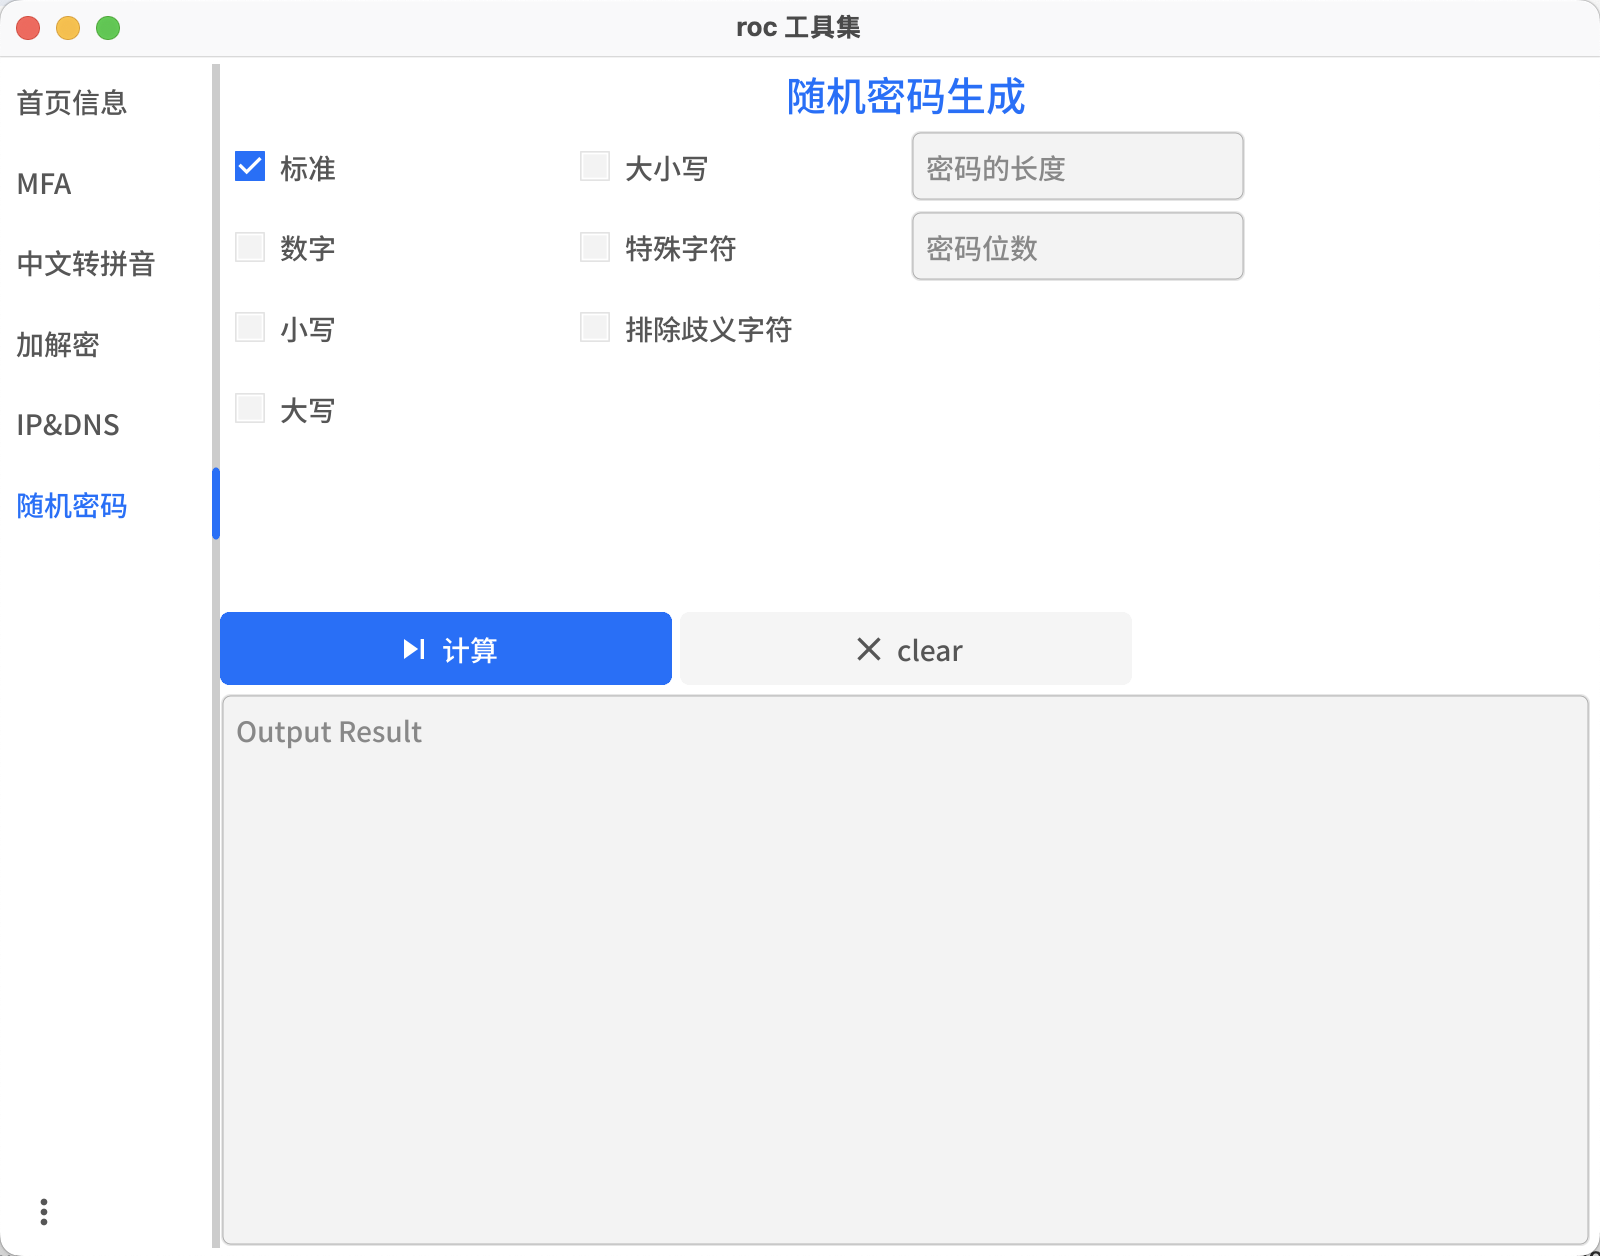 roc 工具集
首页信息
MFA
中文转拼音
加解密
IP&DNS
随机密码
随机密码生成
标准
大小写
密码的长度
数字
特殊字符
密码位数
小写
排除歧义字符
大写
计算
clear
Output Result